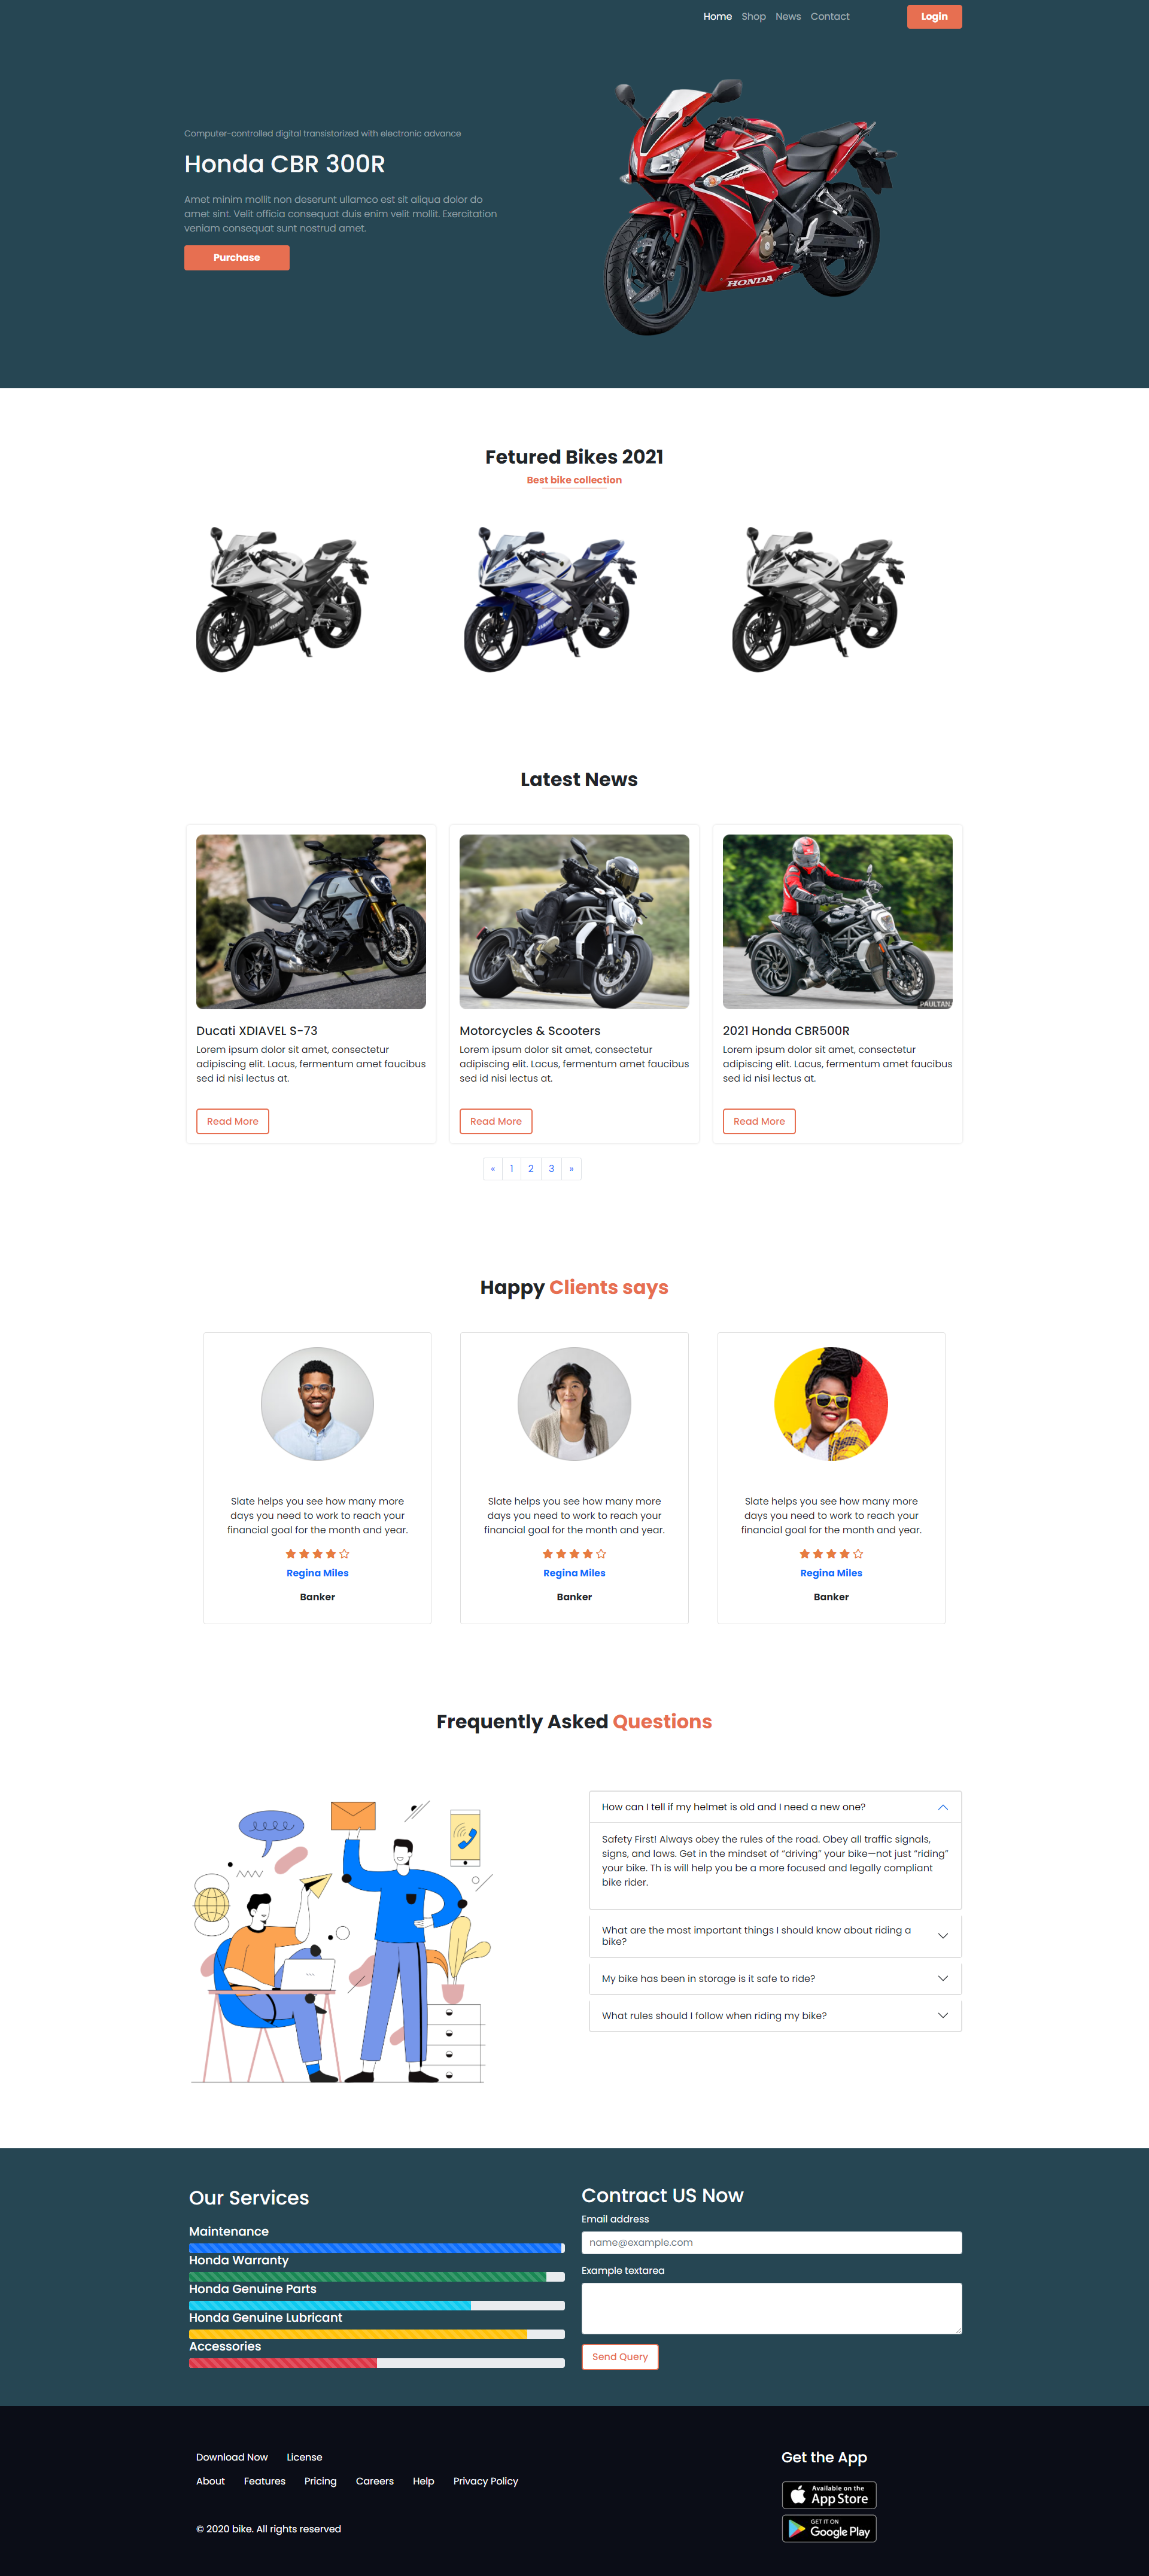 Home Shop News Contact Login
Computer-controlled digital transistorized with electronic advance
Honda CBR 300R
Amet minim mollit non deserunt ullamco est sit aliqua dolor do
amet sint. Velit officia consequat duis enim velit mollit. Exercitation
veniam consequat sunt nostrud amet.
Purchase
HONDA
Fetured Bikes 2021
Best bike collection
Latest News
PAULTAN
Ducati XDIAVEL S-73
Lorem ipsum dolor sit amet, consectetur
adipiscing elit. Lacus, fermentum amet faucibus
sed id nisi lectus at.
Read More
Motorcycles & Scooters
Lorem ipsum dolor sit amet, consectetur
adipiscing elit. Lacus, fermentum amet faucibus
sed id nisi lectus at.
Read More
2021 Honda CBR500R
Lorem ipsum dolor sit amet, consectetur
adipiscing elit. Lacus, fermentum amet faucibus
sed id nisi lectus at.
Read More
« 1 2 3 »
Happy Clients says
Slate helps you see how many more
days you need to work to reach your
financial goal for the month and year.
Regina Miles
Banker
Slate helps you see how many more
days you need to work to reach your
financial goal for the month and year.
Regina Miles
Banker
Slate helps you see how many more
days you need to work to reach your
financial goal for the month and year.
Regina Miles
Banker
Frequently Asked Questions
How can I tell if my helmet is old and I need a new one?
Safety First! Always obey the rules of the road. Obey all traffic signals,
signs, and laws. Get in the mindset of “driving” your bike—not just “riding”
your bike. Th is will help you be a more focused and legally compliant
bike rider.
What are the most important things I should know about riding a
bike?
My bike has been in storage is it safe to ride?
What rules should I follow when riding my bike?
Our Services
Maintenance
Honda Warranty
Honda Genuine Parts
Honda Genuine Lubricant
Accessories
Contract US Now
Email address
name@example.com
Example textarea
Send Query
Download Now License
About Features Pricing Careers Help Privacy Policy
© 2020 bike. All rights reserved
Get the App
Available on the
App Store
GET IT ON
Google Play